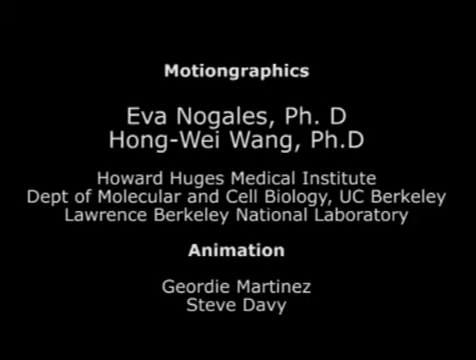 Motiongraphics
Eva Nogales, Ph. D
Hong-Wei Wang, Ph.D
Howard Huges Medical Institute
Dept of Molecular and Cell Biology, UC Berkeley
Lawrence Berkeley National Laboratory
Animation
Geordie Martinez
Steve Davy